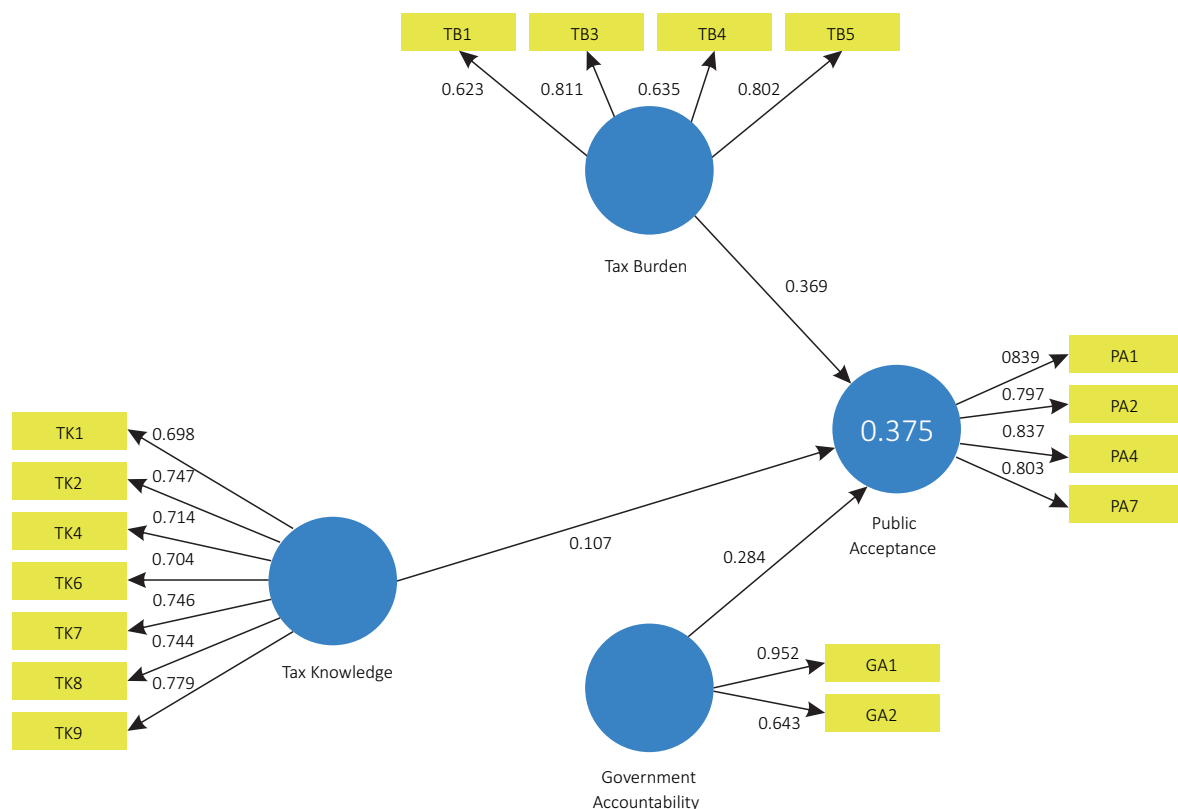 TB1
TB3
TB4
TB5
0.623
0.811
0.635
0.802
Tax Burden
0.369
0.375
Public
Acceptance
0839
0.797
0.837
0.803
PA1
PA2
PA4
PA7
TK1
TK2
TK4
TK6
TK7
TK8
TK9
0.698
0.747
0.714
0.704
0.746
0.744
0.779
Tax Knowledge
0.107
0.284
0.952
0.643
GA1
GA2
Government
Accountability